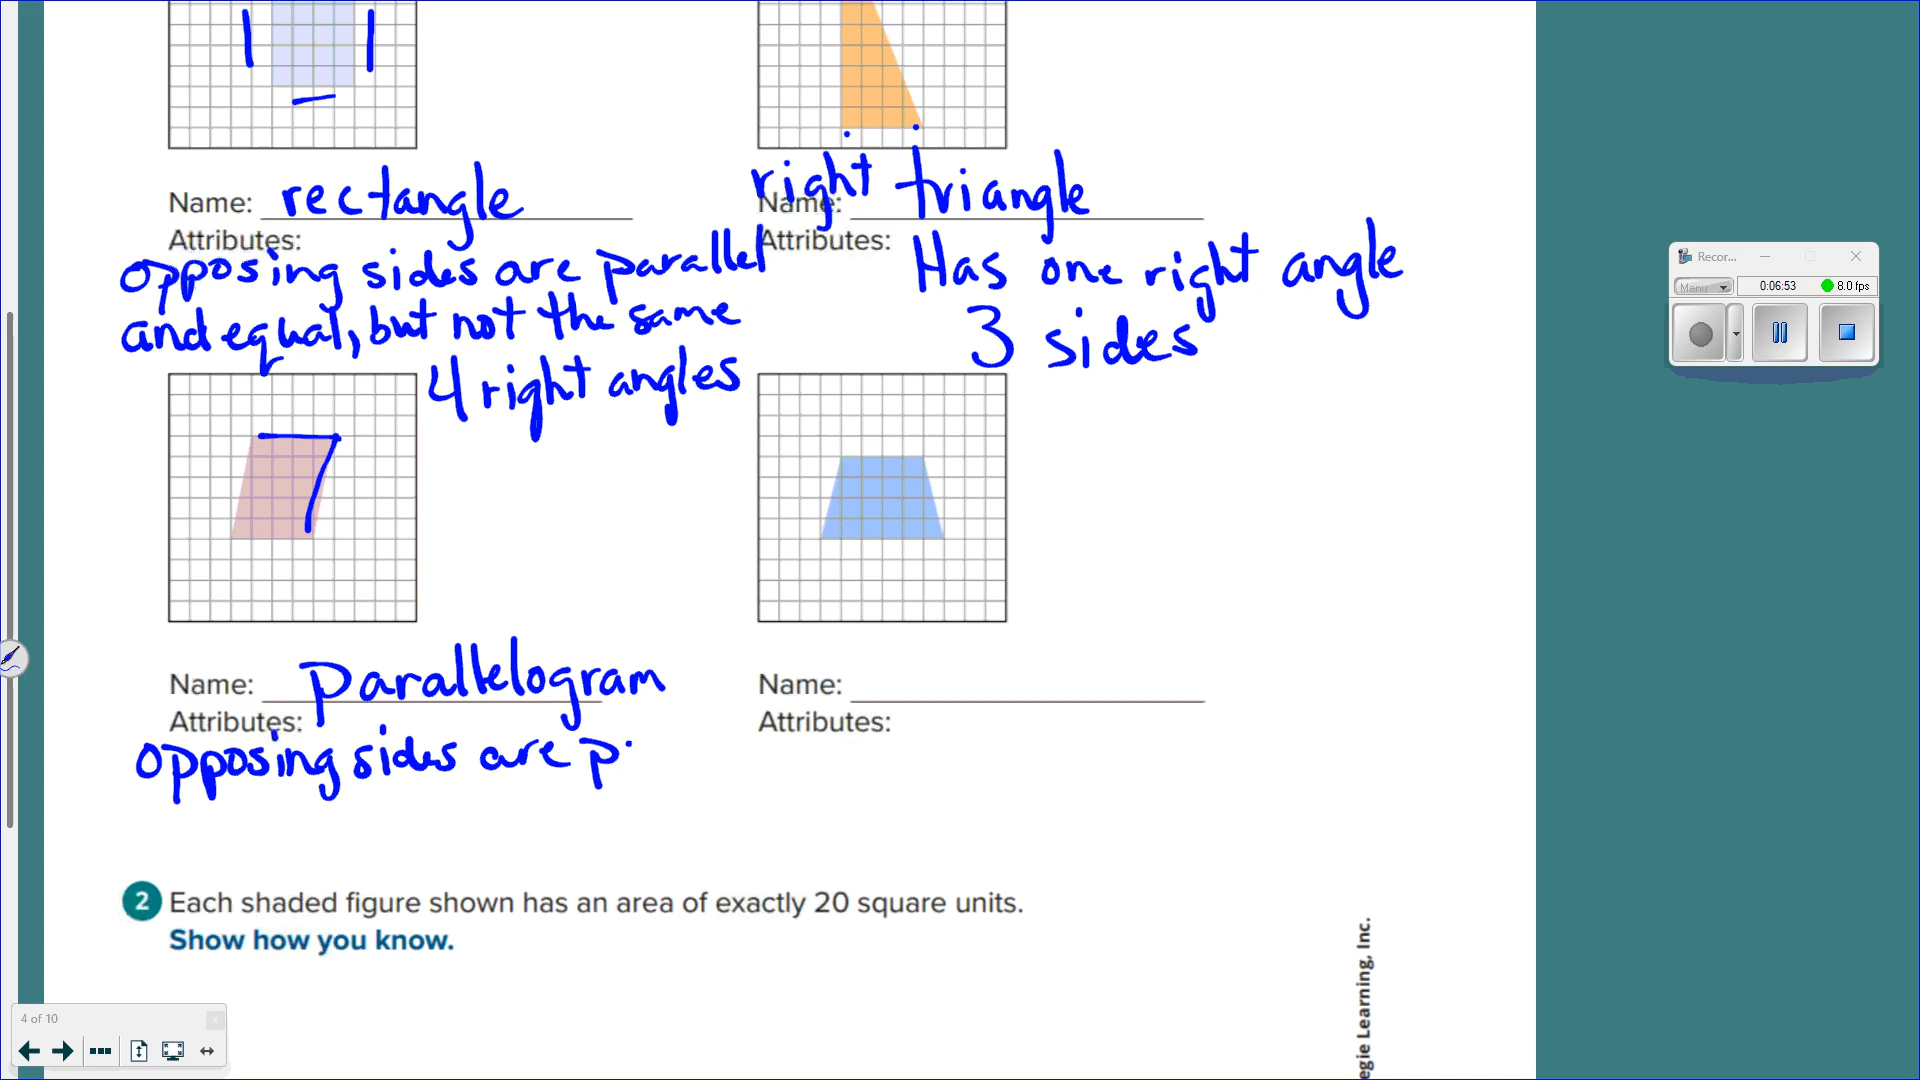 Name: rectangle
Attributes:
opposing sides are parallel
and equal, but not the same
4 right angles
Name: right triangle
Attributes:
Has one right angle
3 sides
Name: Parallelogram
Attributes:
opposing sides are p
Name:
Attributes:
2 Each shaded figure shown has an area of exactly 20 square units.
Show how you know.
egie Learning, Inc.
Recor...
Menu 0:06:53 8.0 fps
4 of 10